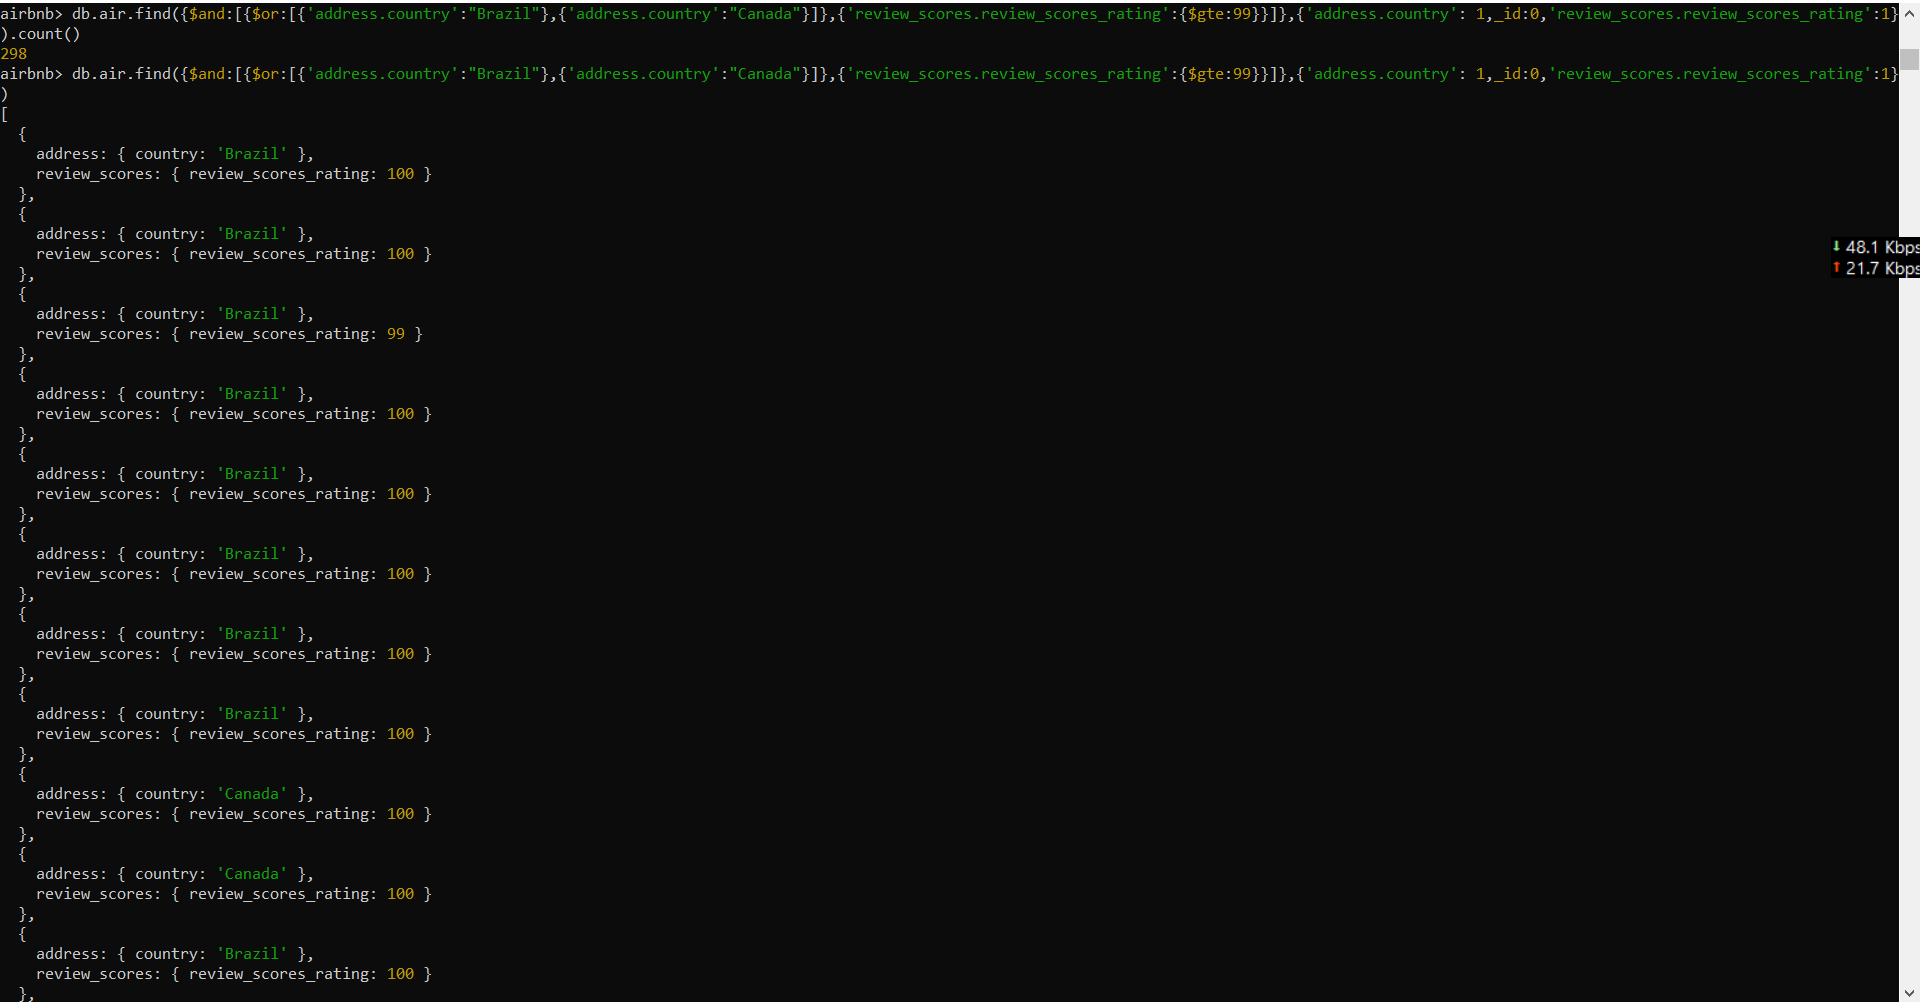 airbnb> db.air.find({$and:[{$or:[{'address.country':"Brazil"},{'address.country':"Canada"}]},{'review_scores.review_scores_rating':{$gte:99}}]},{'address.country': 1,_id:0,'review_scores.review_scores_rating':1}
).count()
298
airbnb> db.air.find({$and:[{$or:[{'address.country':"Brazil"},{'address.country':"Canada"}]},{'review_scores.review_scores_rating':{$gte:99}}]},{'address.country': 1,_id:0,'review_scores.review_scores_rating':1}
)
[
  {
    address: { country: 'Brazil' },
    review_scores: { review_scores_rating: 100 }
  },
  {
    address: { country: 'Brazil' },
    review_scores: { review_scores_rating: 100 }
  },
  {
    address: { country: 'Brazil' },
    review_scores: { review_scores_rating: 99 }
  },
  {
    address: { country: 'Brazil' },
    review_scores: { review_scores_rating: 100 }
  },
  {
    address: { country: 'Brazil' },
    review_scores: { review_scores_rating: 100 }
  },
  {
    address: { country: 'Brazil' },
    review_scores: { review_scores_rating: 100 }
  },
  {
    address: { country: 'Brazil' },
    review_scores: { review_scores_rating: 100 }
  },
  {
    address: { country: 'Brazil' },
    review_scores: { review_scores_rating: 100 }
  },
  {
    address: { country: 'Canada' },
    review_scores: { review_scores_rating: 100 }
  },
  {
    address: { country: 'Canada' },
    review_scores: { review_scores_rating: 100 }
  },
  {
    address: { country: 'Brazil' },
    review_scores: { review_scores_rating: 100 }
  },
↓ 48.1 Kbps
↑ 21.7 Kbps